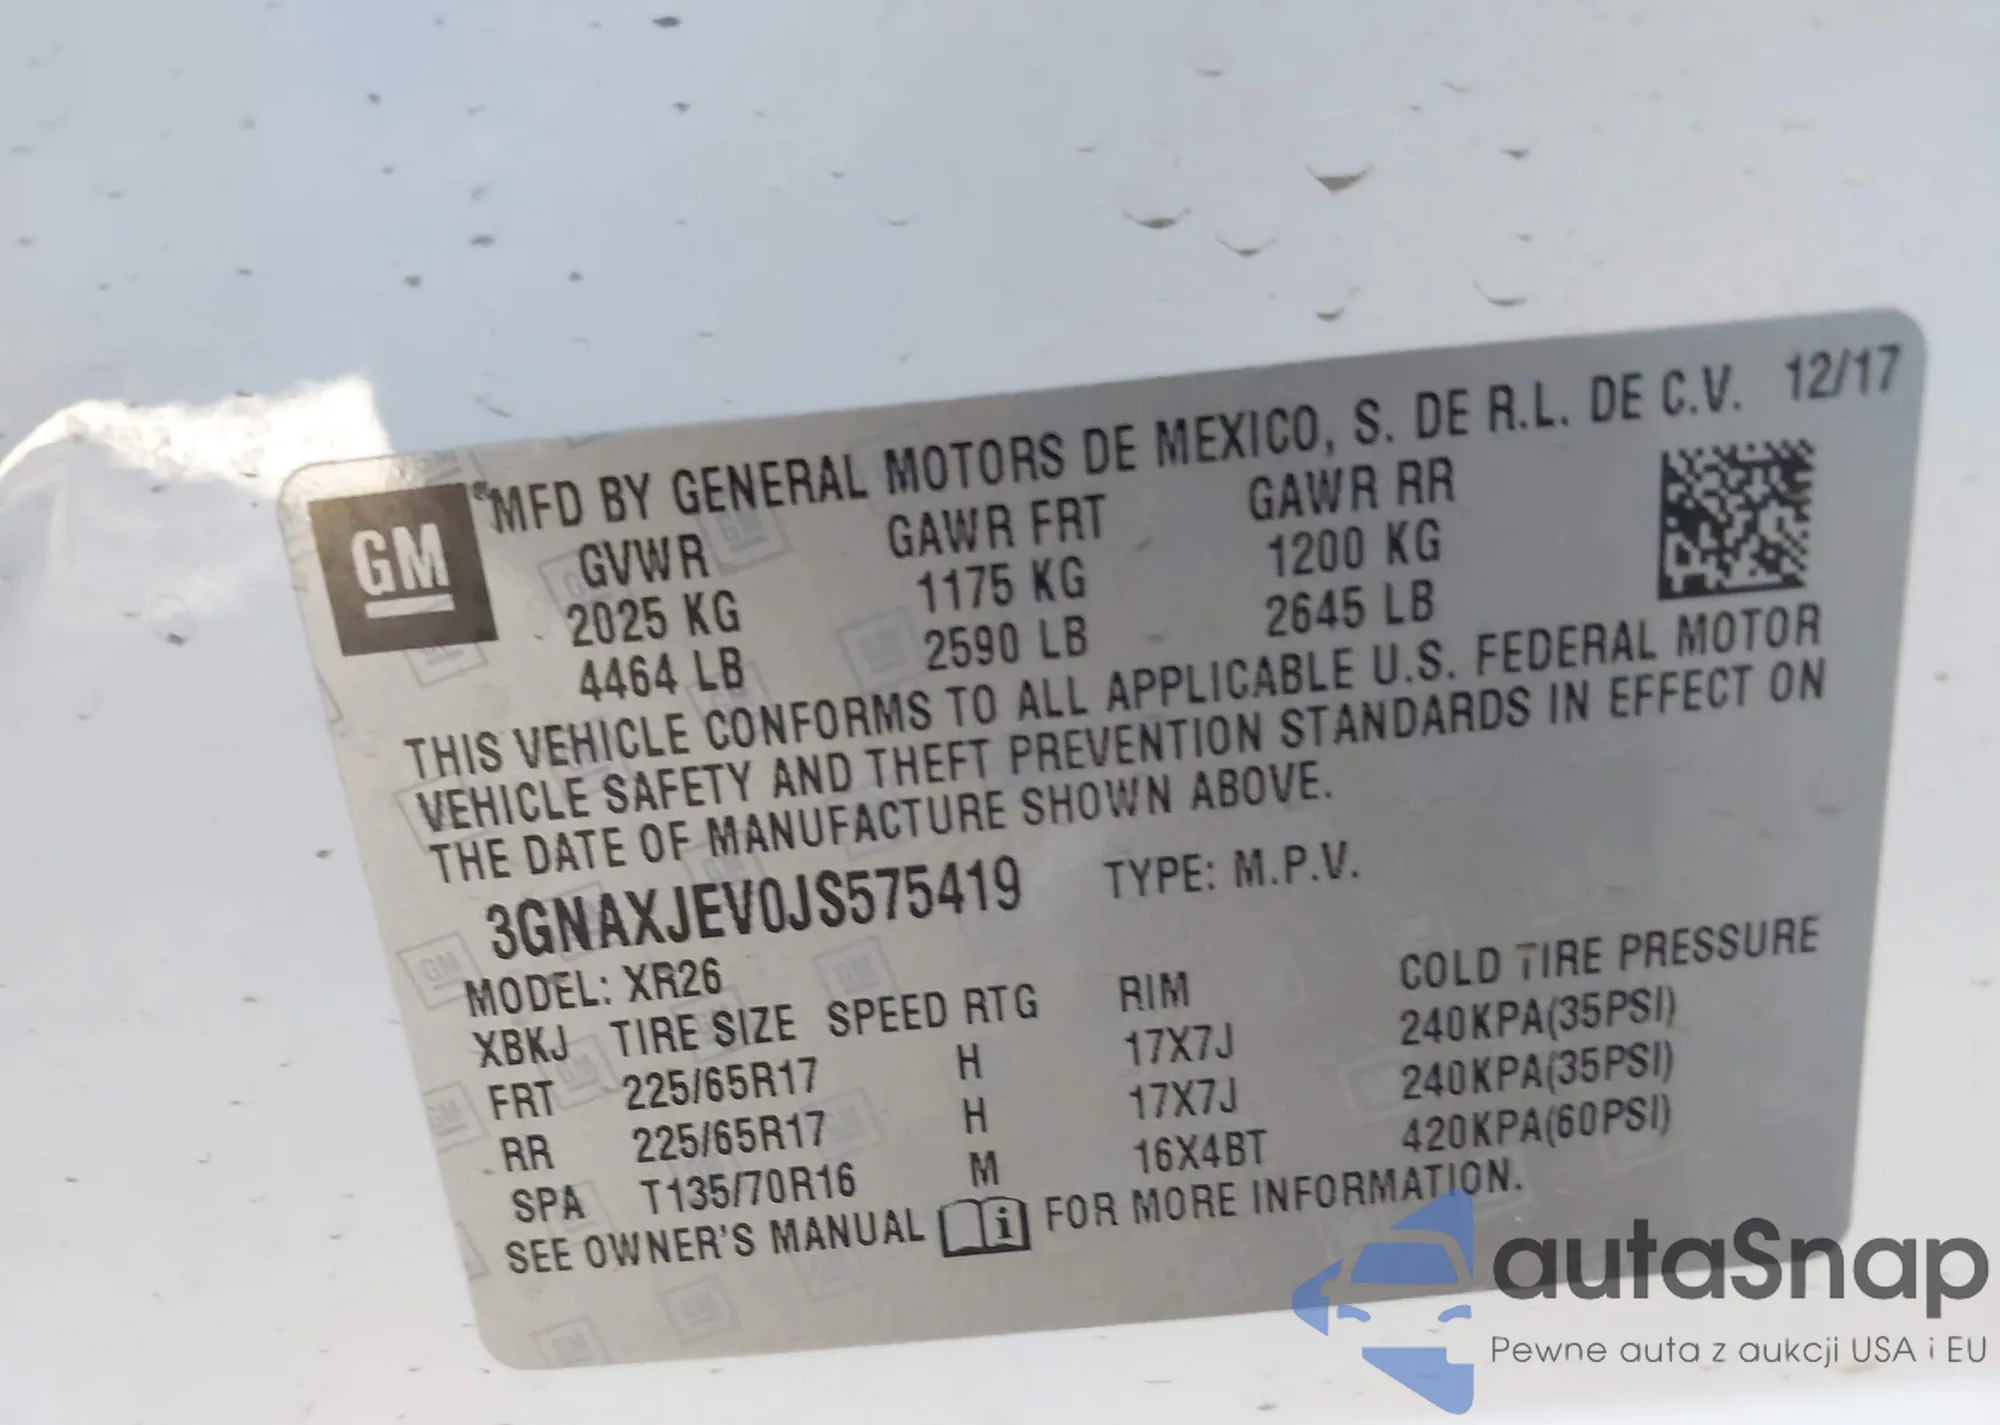 MFD BY GENERAL MOTORS DE MEXICO, S. DE R.L. DE C.V. 12/17
GM
GVWR GAWR FRT GAWR RR
2025 KG 1175 KG 1200 KG
4464 LB 2590 LB 2645 LB
THIS VEHICLE CONFORMS TO ALL APPLICABLE U.S. FEDERAL MOTOR
VEHICLE SAFETY AND THEFT PREVENTION STANDARDS IN EFFECT ON
THE DATE OF MANUFACTURE SHOWN ABOVE.
3GNAXJEV0JS575419 TYPE: M.P.V.
MODEL: XR26
XBKJ TIRE SIZE SPEED RTG RIM COLD TIRE PRESSURE
FRT 225/65R17 H 17X7J 240KPA(35PSI)
RR 225/65R17 H 17X7J 240KPA(35PSI)
SPA T135/70R16 M 16X4BT 420KPA(60PSI)
SEE OWNER'S MANUAL i FOR MORE INFORMATION.
autaSnap
Pewne auta z aukcji USA i EU